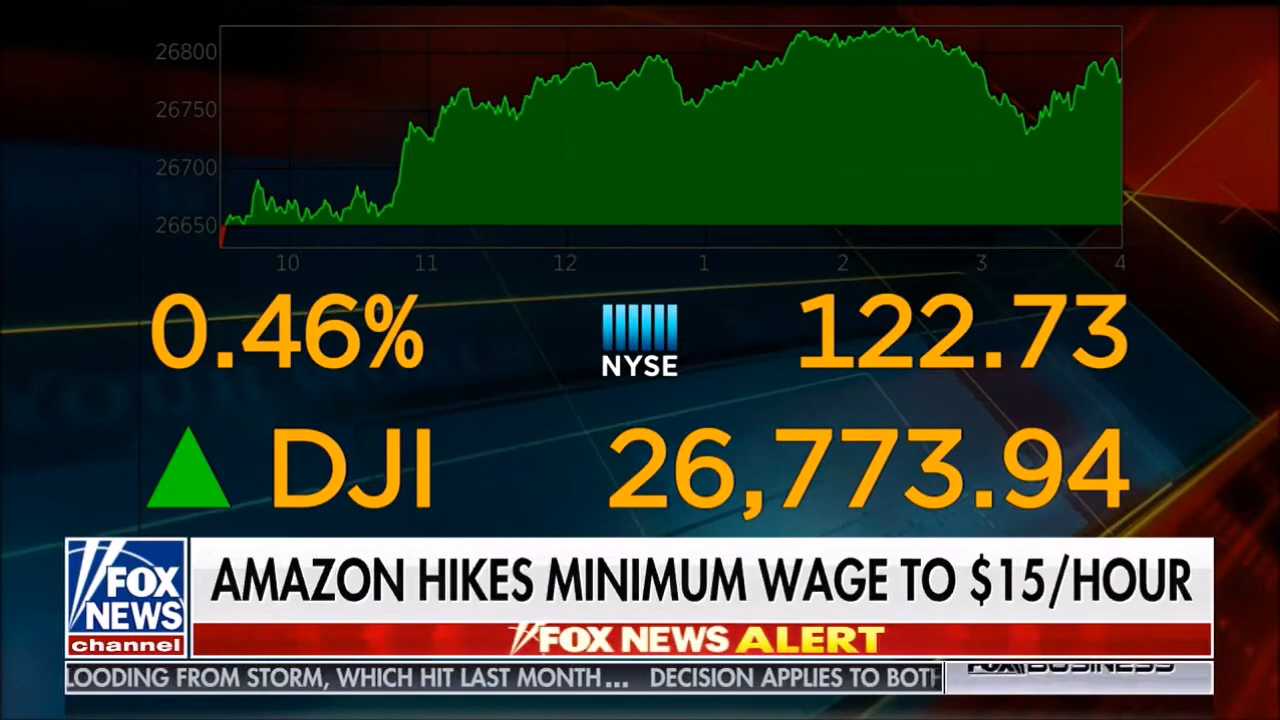 26800
26750
26700
26650
10 11 12 1 2 3 4
0.46% NYSE 122.73
DJI 26,773.94
FOX NEWS channel
AMAZON HIKES MINIMUM WAGE TO $15/HOUR
FOX NEWS ALERT
LOODING FROM STORM, WHICH HIT LAST MONTH... DECISION APPLIES TO BOTH
FOX BUSINESS